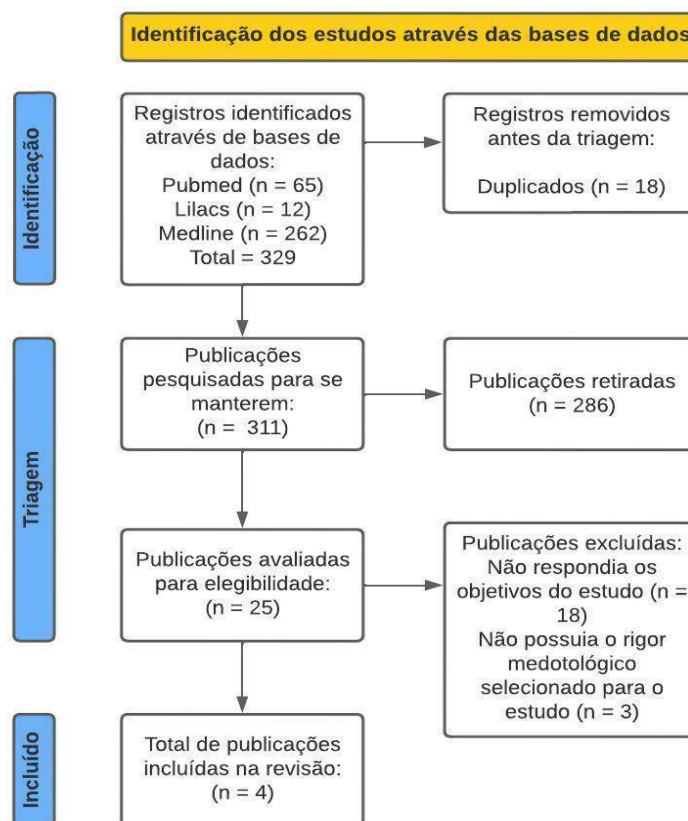 Identificação dos estudos através das bases de dados
Identificação
Registros identificados
através de bases de
dados:
Pubmed (n = 65)
Lilacs (n = 12)
Medline (n = 262)
Total = 329
Registros removidos
antes da triagem:
Duplicados (n = 18)
Triagem
Publicações
pesquisadas para se
manterem:
(n = 311)
Publicações retiradas
(n = 286)
Publicações avaliadas
para elegibilidade:
(n = 25)
Publicações excluídas:
Não respondia os
objetivos do estudo (n =
18)
Não possuia o rigor
medotológico
selecionado para o
estudo (n = 3)
Incluído
Total de publicações
incluídas na revisão:
(n = 4)